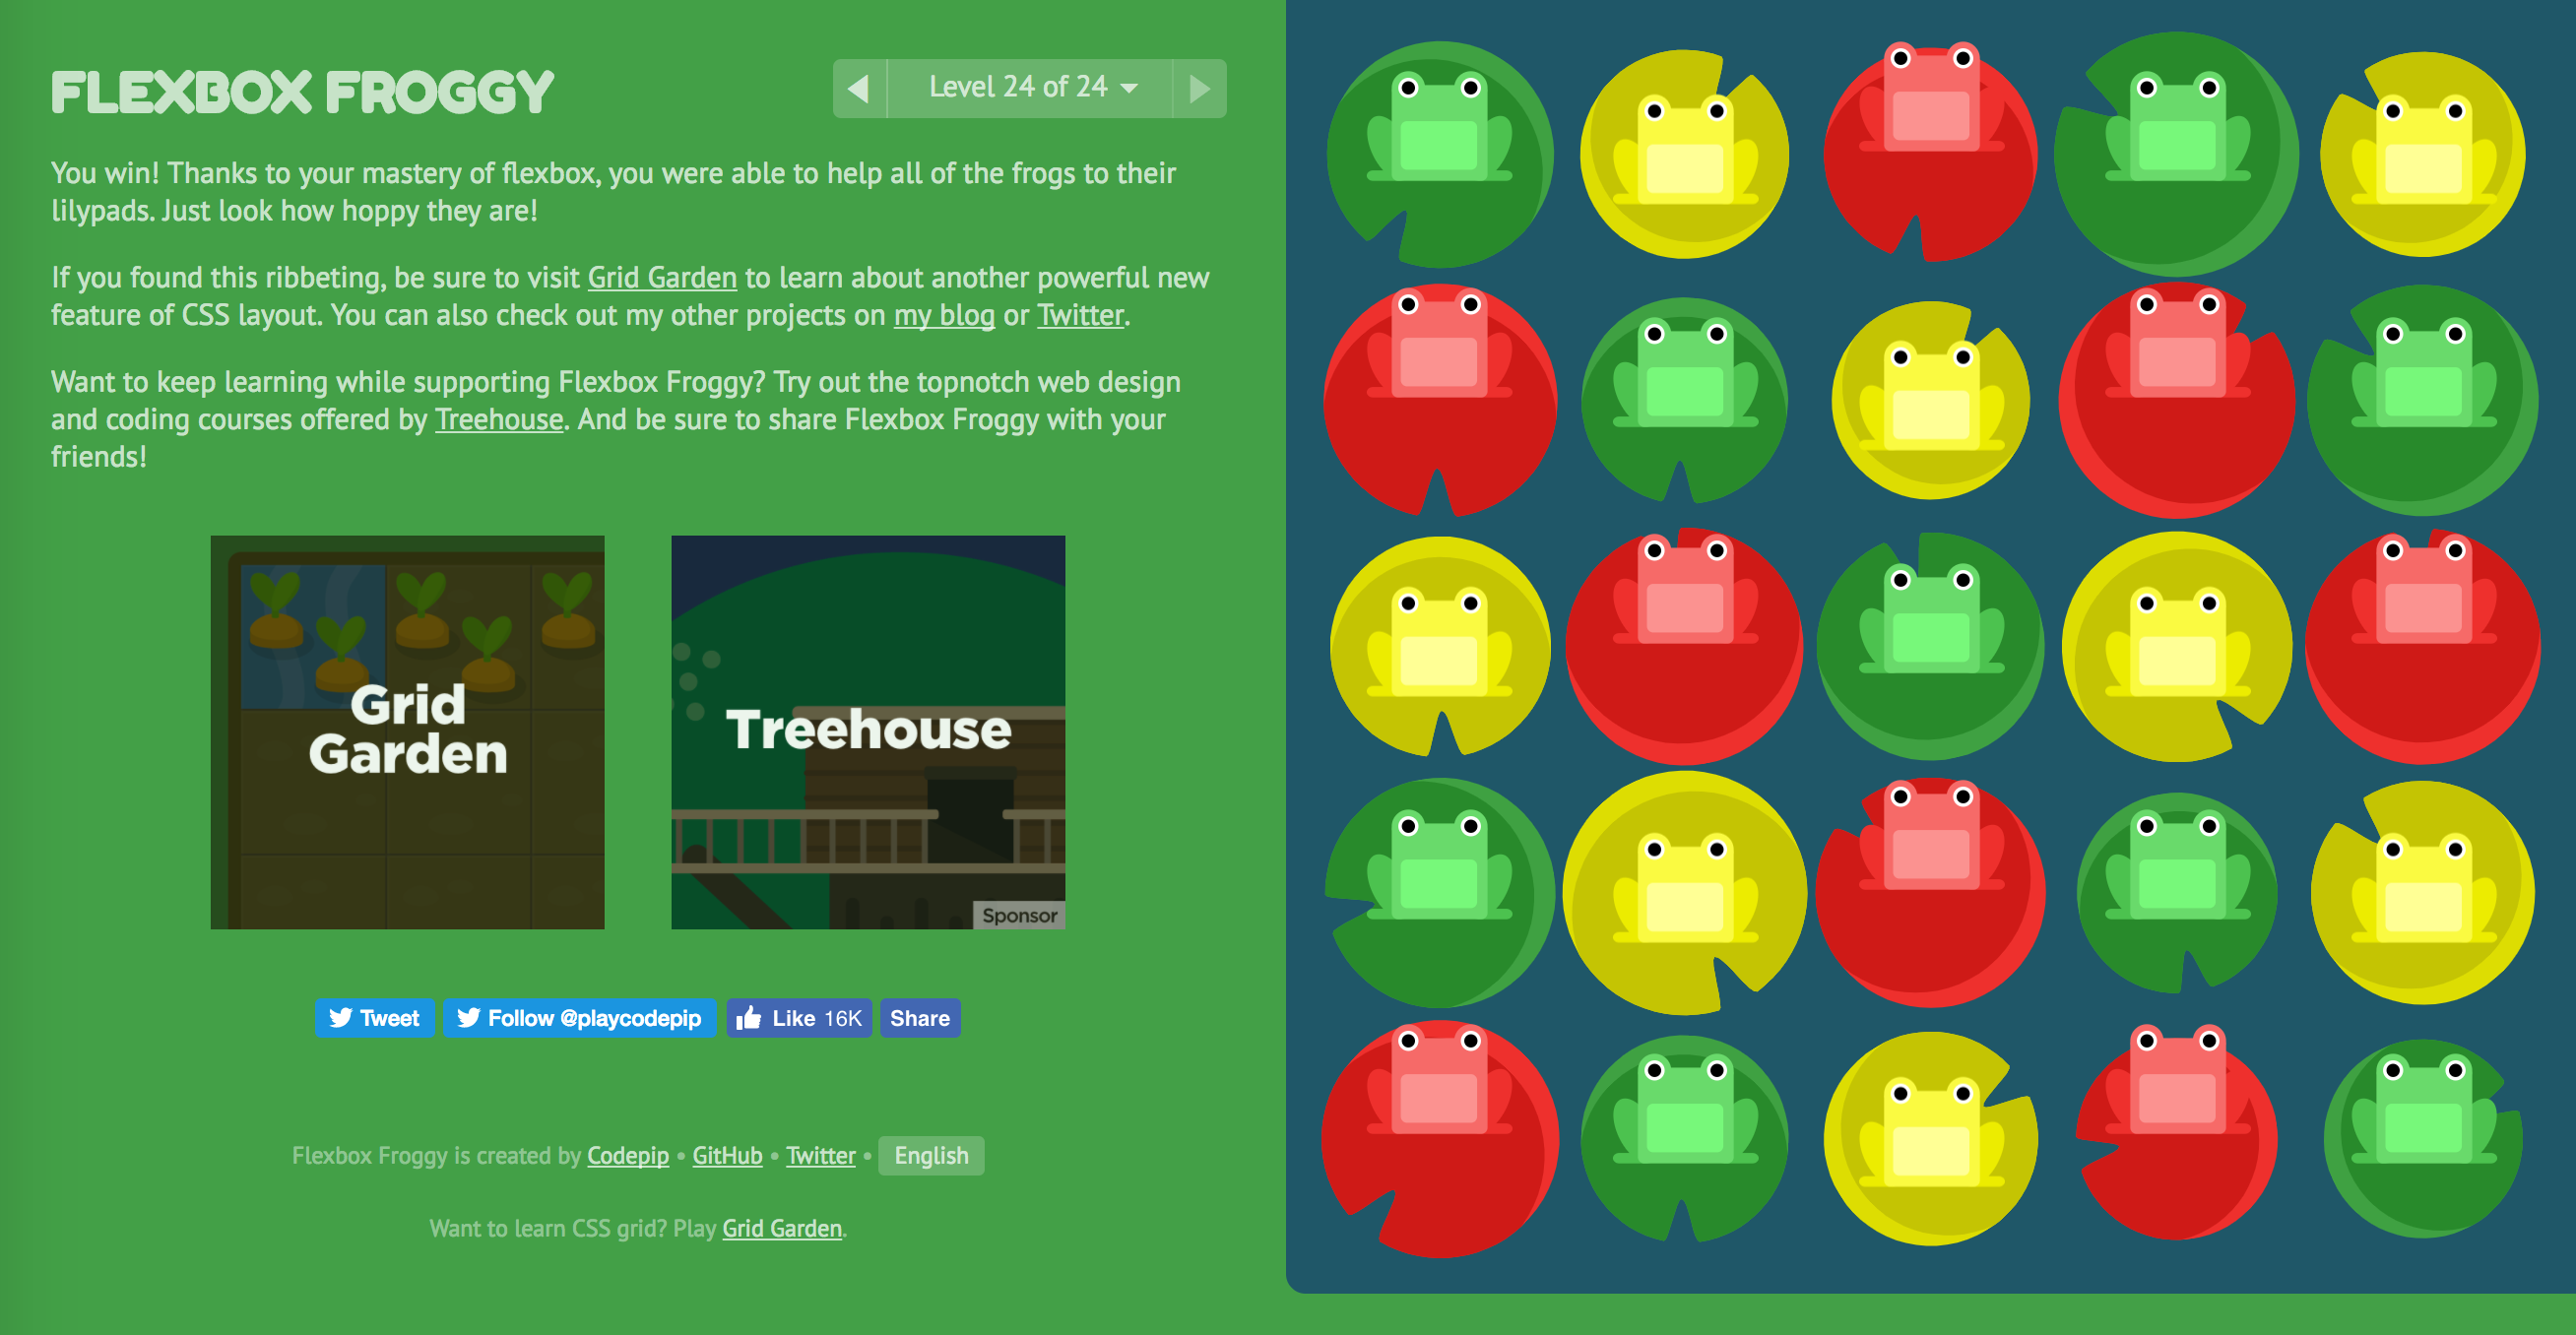 FLEXBOX FROGGY
Level 24 of 24
You win! Thanks to your mastery of flexbox, you were able to help all of the frogs to their
lilypads. Just look how hoppy they are!
If you found this ribbeting, be sure to visit Grid Garden to learn about another powerful new
feature of CSS layout. You can also check out my other projects on my blog or Twitter.
Want to keep learning while supporting Flexbox Froggy? Try out the topnotch web design
and coding courses offered by Treehouse. And be sure to share Flexbox Froggy with your
friends!
Grid
Garden
Treehouse
Sponsor
Tweet
Follow @playcodepip
Like 16K
Share
Flexbox Froggy is created by Codepip • GitHub • Twitter • English
Want to learn CSS grid? Play Grid Garden.